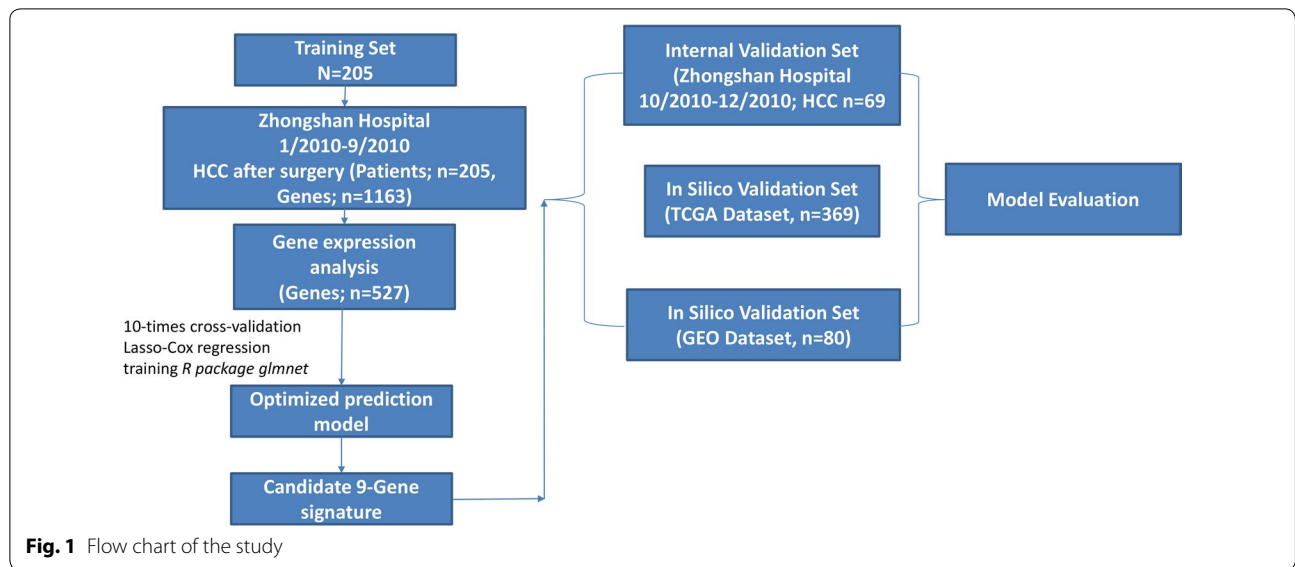 Training Set
N=205
Zhongshan Hospital
1/2010-9/2010
HCC after surgery (Patients; n=205,
Genes; n=1163)
Gene expression
analysis
(Genes; n=527)
10-times cross-validation
Lasso-Cox regression
training R package glmnet
Optimized prediction
model
Candidate 9-Gene
signature
Internal Validation Set
(Zhongshan Hospital
10/2010-12/2010; HCC n=69
In Silico Validation Set
(TCGA Dataset, n=369)
In Silico Validation Set
(GEO Dataset, n=80)
Model Evaluation
Fig. 1 Flow chart of the study